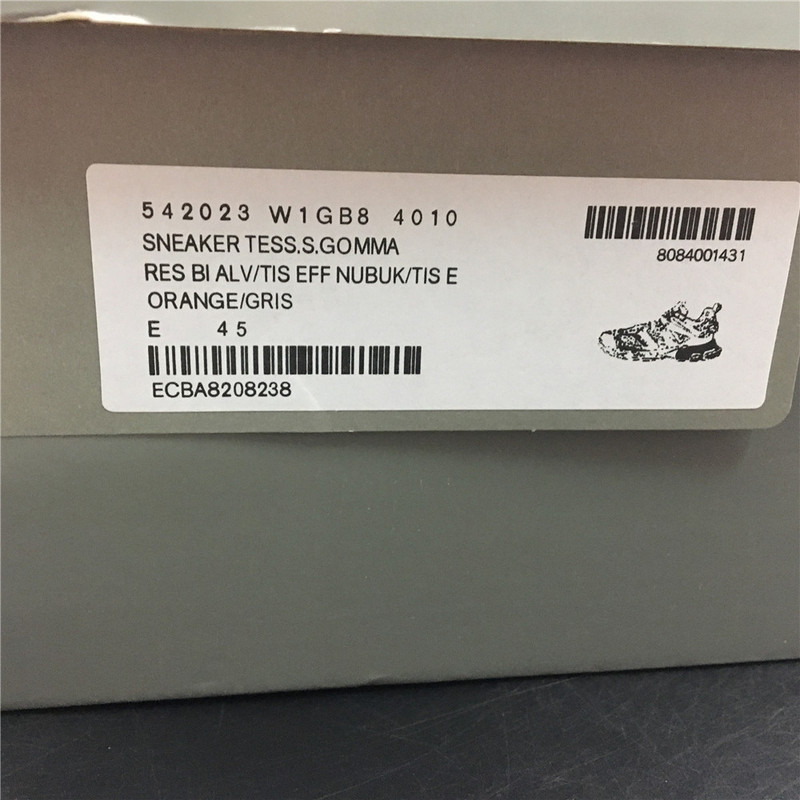 542023 W1GB8 4010
SNEAKER TESS.S.GOMMA
RES BI ALV/TIS EFF NUBUK/TIS E
ORANGE/GRIS
E 45
ECBA8208238
8084001431